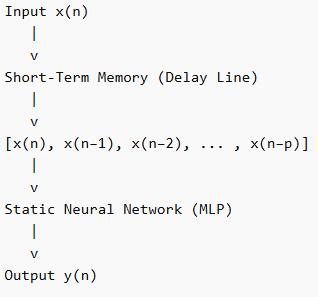 Input x(n)
|
v
Short-Term Memory (Delay Line)
|
v
[x(n), x(n-1), x(n-2), ... , x(n-p)]
|
v
Static Neural Network (MLP)
|
v
Output y(n)